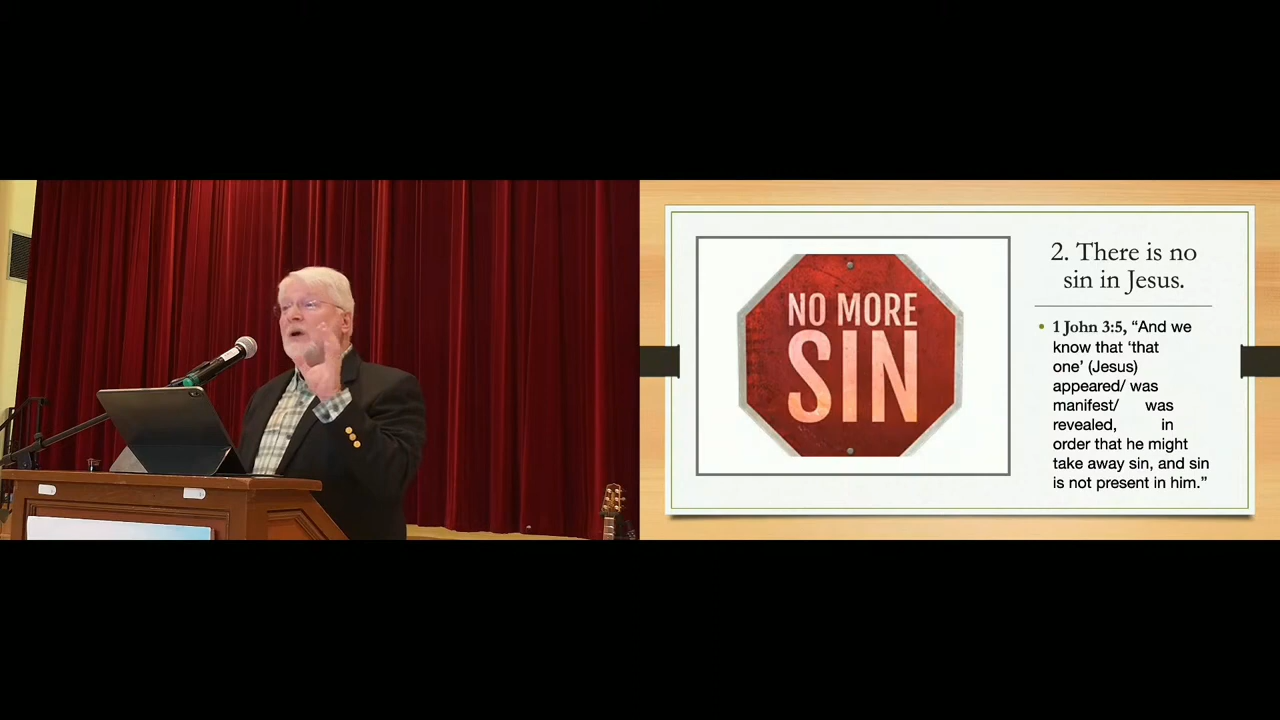 NO MORE
SIN
2. There is no
sin in Jesus.
• 1 John 3:5, “And we
know that ‘that
one’ (Jesus)
appeared/ was
manifest/ was
revealed, in
order that he might
take away sin, and sin
is not present in him.”